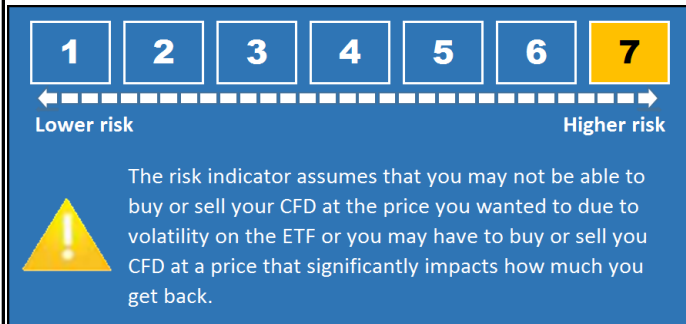 1 2 3 4 5 6 7
Lower risk Higher risk
The risk indicator assumes that you may not be able to
buy or sell your CFD at the price you wanted to due to
volatility on the ETF or you may have to buy or sell you
CFD at a price that significantly impacts how much you
get back.